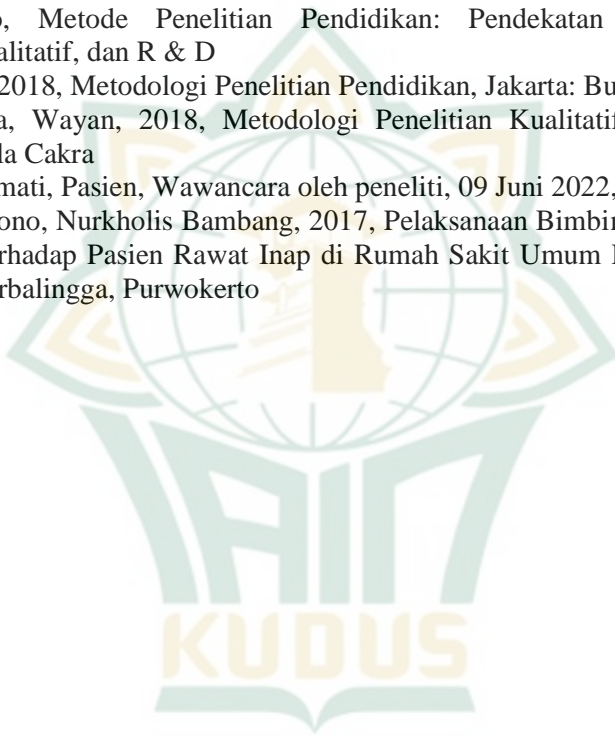 , Metode Penelitian Pendidikan: Pendekatan
alitatif, dan R & D
2018, Metodologi Penelitian Pendidikan, Jakarta: Bu
a, Wayan, 2018, Metodologi Penelitian Kualitatif
la Cakra
mati, Pasien, Wawancara oleh peneliti, 09 Juni 2022,
ono, Nurkholis Bambang, 2017, Pelaksanaan Bimbin
rhadap Pasien Rawat Inap di Rumah Sakit Umum
rbalingga, Purwokerto
IAIN
KUDUS